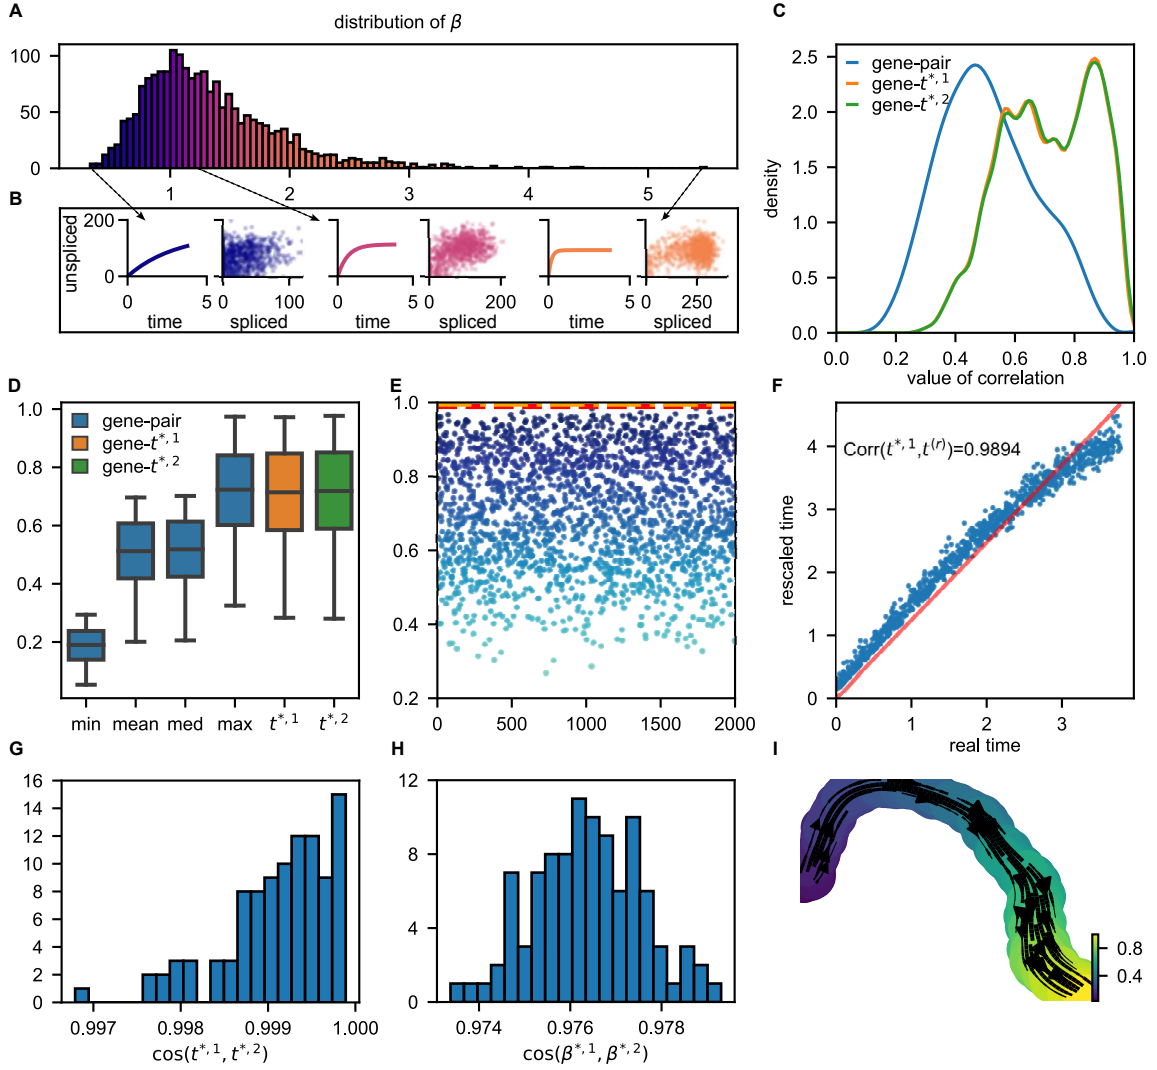 A
distribution of β
100
50
0
1
2
3
4
5
B
unspliced
200
0
0
5
time
0
100
spliced
0
5
time
0
200
spliced
0
5
time
0
250
spliced
C
gene-pair
gene-t*,1
gene-t*,2
density
2.5
2.0
1.5
1.0
0.5
0.0
0.0
0.2
0.4
0.6
0.8
1.0
value of correlation
D
gene-pair
gene-t*,1
gene-t*,2
1.0
0.8
0.6
0.4
0.2
min
mean
med
max
t*,1
t*,2
E
1.0
0.8
0.6
0.4
0.2
0
500
1000
1500
2000
F
Corr(t*,1,t(r))=0.9894
rescaled time
4
3
2
1
0
0
1
2
3
real time
G
16
14
12
10
8
6
4
3
2
0
0.997
0.998
0.999
1.000
cos(t*,1, t*,2)
H
12
8
4
0
0.974
0.976
0.978
cos(β*,1, β*,2)
I
0.8
0.4